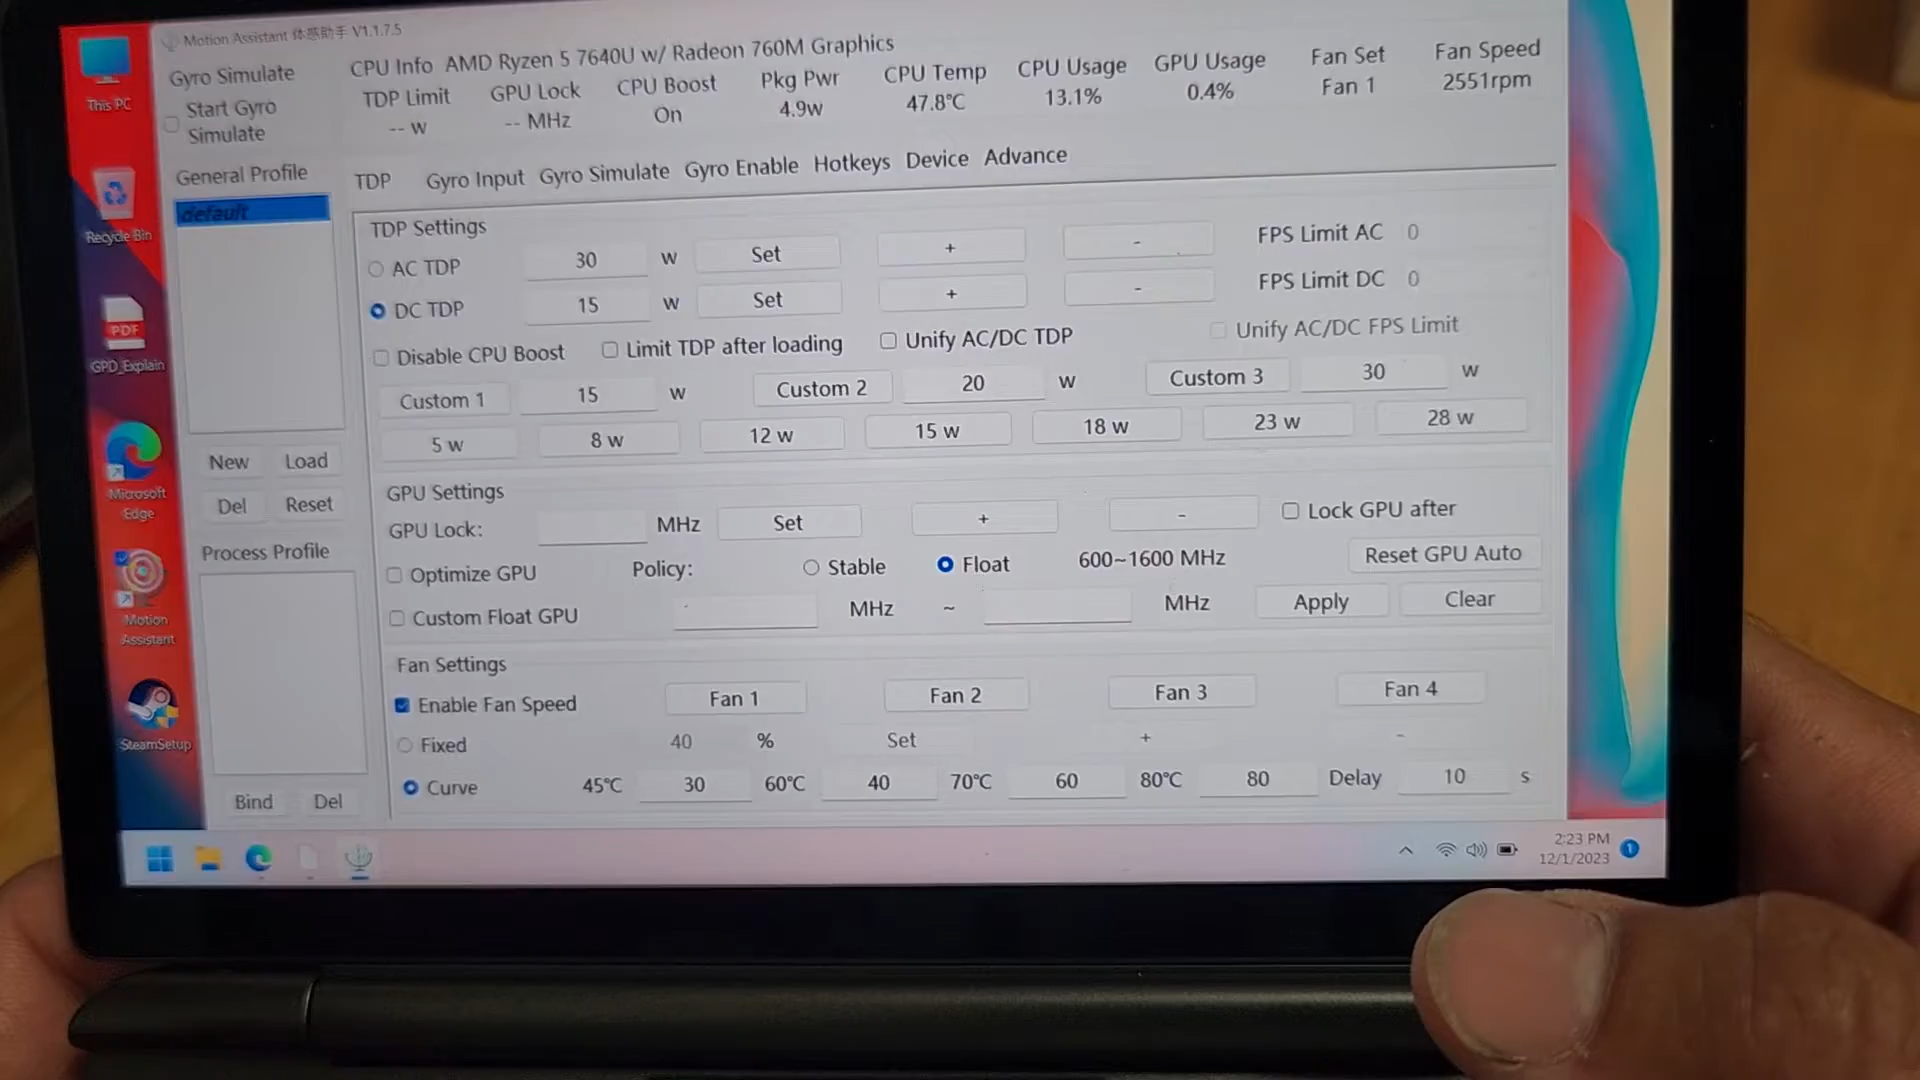 Motion Assistant 体感助手 V1.1.7.5
CPU Info AMD Ryzen 5 7640U w/ Radeon 760M Graphics
TDP Limit GPU Lock CPU Boost Pkg Pwr CPU Temp CPU Usage GPU Usage Fan Set Fan Speed
-- W -- MHz On 4.9w 47.8℃ 13.1% 0.4% Fan 1 2551rpm
Gyro Simulate
Start Gyro
Simulate
General Profile
default
New Load
Del Reset
Process Profile
Bind Del
TDP Gyro Input Gyro Simulate Gyro Enable Hotkeys Device Advance
TDP Settings
AC TDP 30 W Set + - FPS Limit AC 0
DC TDP 15 W Set + - FPS Limit DC 0
Disable CPU Boost Limit TDP after loading Unify AC/DC TDP Unify AC/DC FPS Limit
Custom 1 15 W Custom 2 20 W Custom 3 30 W
5 w 8 w 12 w 15 w 18 w 23 w 28 w
GPU Settings
GPU Lock: MHz Set + - Lock GPU after
Optimize GPU Policy: Stable Float 600~1600 MHz Reset GPU Auto
Custom Float GPU MHz ~ MHz Apply Clear
Fan Settings
Enable Fan Speed Fan 1 Fan 2 Fan 3 Fan 4
Fixed 40 % Set + -
Curve 45℃ 30 60℃ 40 70℃ 60 80℃ 80 Delay 10 s
This PC
Recycle Bin
PDF
GPD_Explain
Microsoft
Edge
Motion
Assistant
SteamSetup
2:23 PM
12/1/2023
1